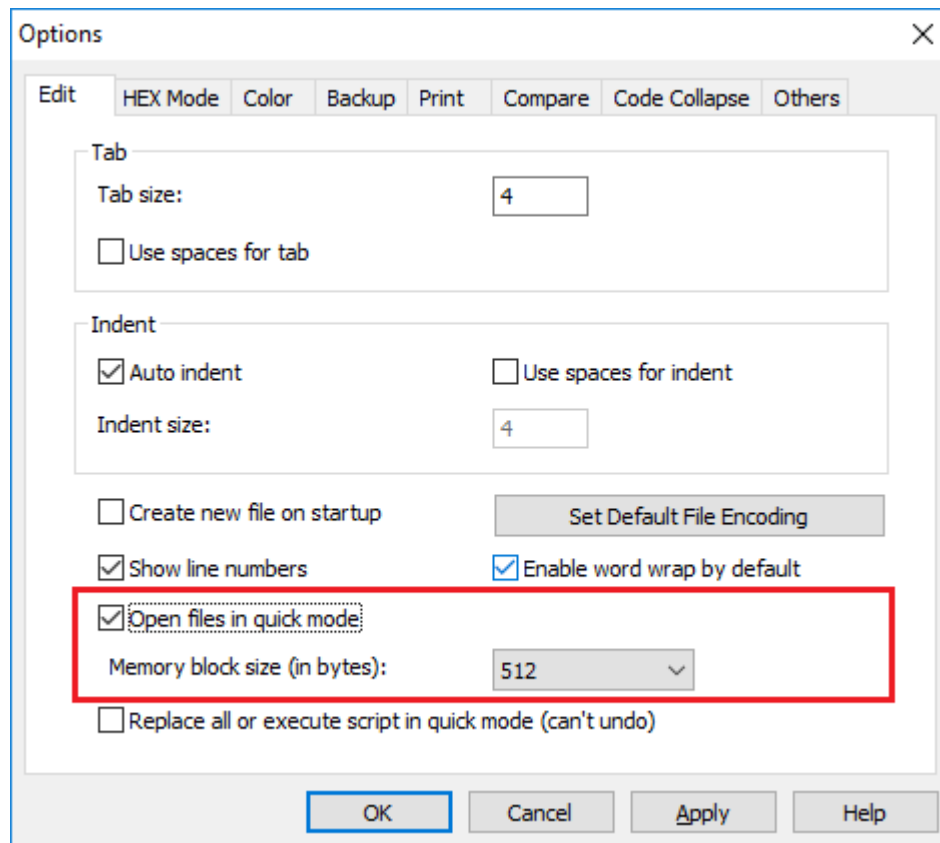 Options
Edit HEX Mode Color Backup Print Compare Code Collapse Others
Tab
Tab size: 4
Use spaces for tab
Indent
Auto indent Use spaces for indent
Indent size: 4
Create new file on startup Set Default File Encoding
Show line numbers Enable word wrap by default
Open files in quick mode
Memory block size (in bytes): 512
Replace all or execute script in quick mode (can't undo)
OK Cancel Apply Help